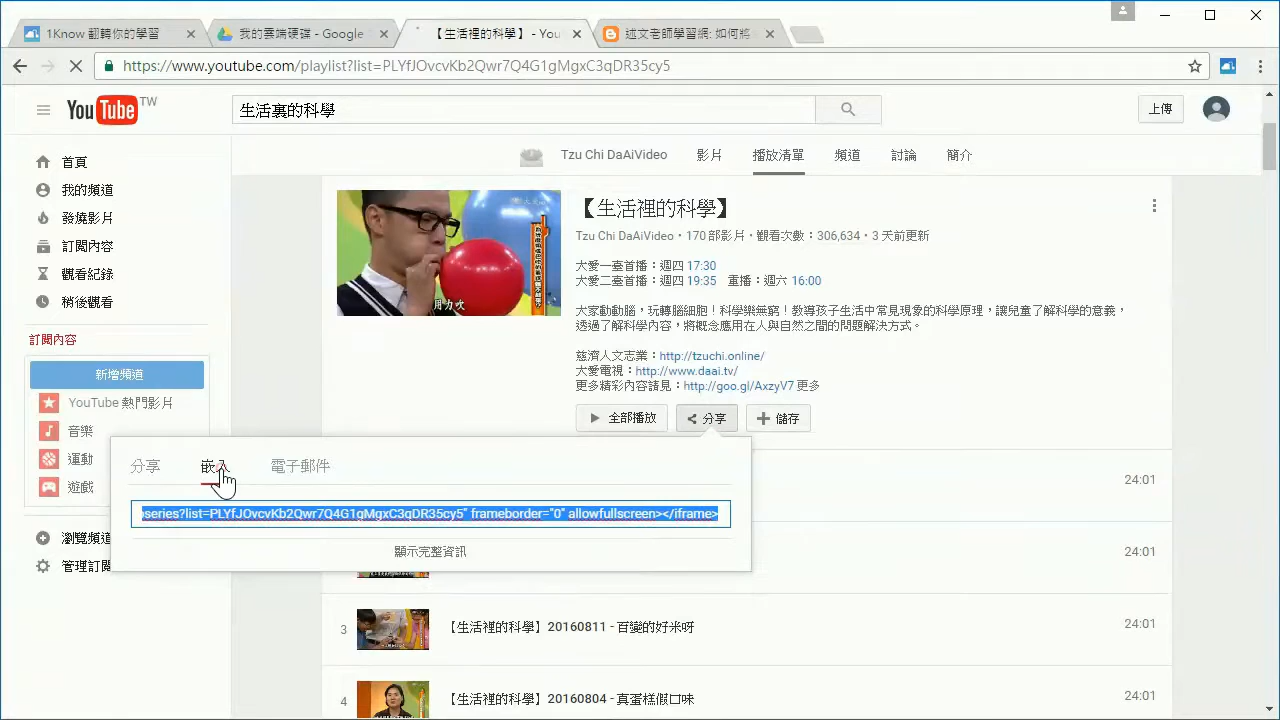 1Know 翻轉你的學習
我的雲端硬碟 - Google
【生活裡的科學】 - You
班文老師學習網: 如何將
https://www.youtube.com/playlist?list=PLYfJOvcvKb2Qwr7Q4G1gMgxC3qDR35cy5
YouTube TW
生活裏的科學
上傳
首頁
我的頻道
發燒影片
訂閱內容
觀看紀錄
稍後觀看
訂閱內容
新增頻道
YouTube 熱門影片
音樂
運動
遊戲
瀏覽頻道
管理訂閱
Tzu Chi DaAiVideo
影片
播放清單
頻道
討論
簡介
【生活裡的科學】
Tzu Chi DaAiVideo・170 部影片・觀看次數：306,634・3 天前更新
大愛一臺首播：週四 17:30
大愛二臺首播：週四 19:35 重播：週六 16:00
大家動動腦，玩轉腦細胞！科學樂無窮！教導孩子生活中常見現象的科學原理，讓兒童了解科學的意義，
透過了解科學內容，將概念應用在人與自然之間的問題解決方式。
慈濟人文志業：http://tzuchi.online/
大愛電視：http://www.daai.tv/
更多精彩內容請見：http://goo.gl/AxzyV7 更多
全部播放
分享
儲存
分享
嵌入
電子郵件
oseries?list=PLYfJOvcvKb2Qwr7Q4G1gMgxC3qDR35cy5" frameborder="0" allowfullscreen></iframe>
顯示完整資訊
24:01
24:01
3
【生活裡的科學】20160811 - 百變的好米呀
24:01
4
【生活裡的科學】20160804 - 真蛋糕做口味
24:01
用力吹